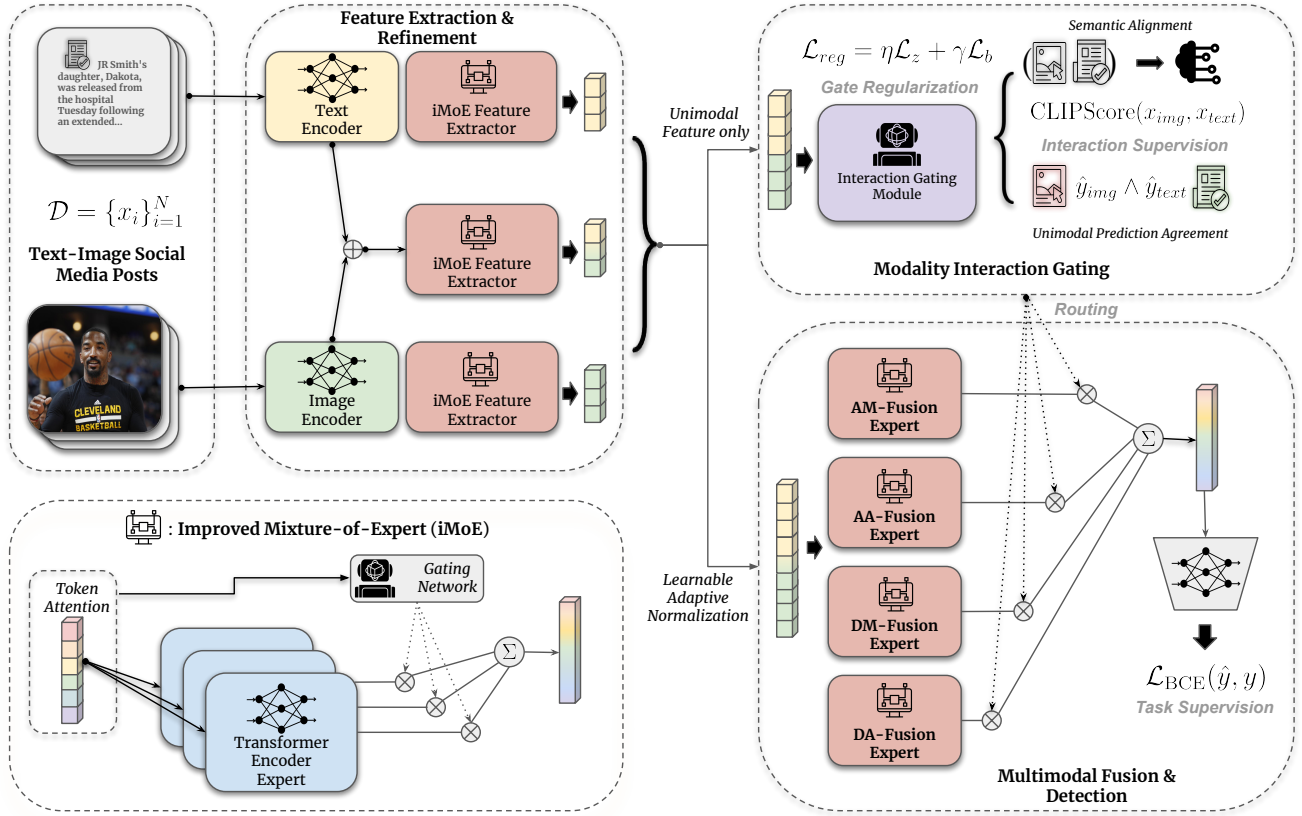 JR Smith's
daughter, Dakota,
was released from
the hospital
Tuesday following
an extended...
𝒟 = {x_i}_{i=1}^N
Text-Image Social
Media Posts
CLEVELAND
BASKETBALL
Feature Extraction &
Refinement
Text
Encoder
iMoE Feature
Extractor
iMoE Feature
Extractor
Image
Encoder
iMoE Feature
Extractor
Unimodal
Feature only
Learnable
Adaptive
Normalization
ℒ_reg = ηℒ_z + γℒ_b
Gate Regularization
Interaction Gating
Module
Semantic Alignment
CLIPScore(x_img, x_text)
Interaction Supervision
ŷ_img ∧ ŷ_text
Unimodal Prediction Agreement
Modality Interaction Gating
Routing
AM-Fusion
Expert
AA-Fusion
Expert
DM-Fusion
Expert
DA-Fusion
Expert
Σ
ℒ_BCE(ŷ, y)
Task Supervision
Multimodal Fusion &
Detection
: Improved Mixture-of-Expert (iMoE)
Token
Attention
Gating
Network
Transformer
Encoder
Expert
Σ